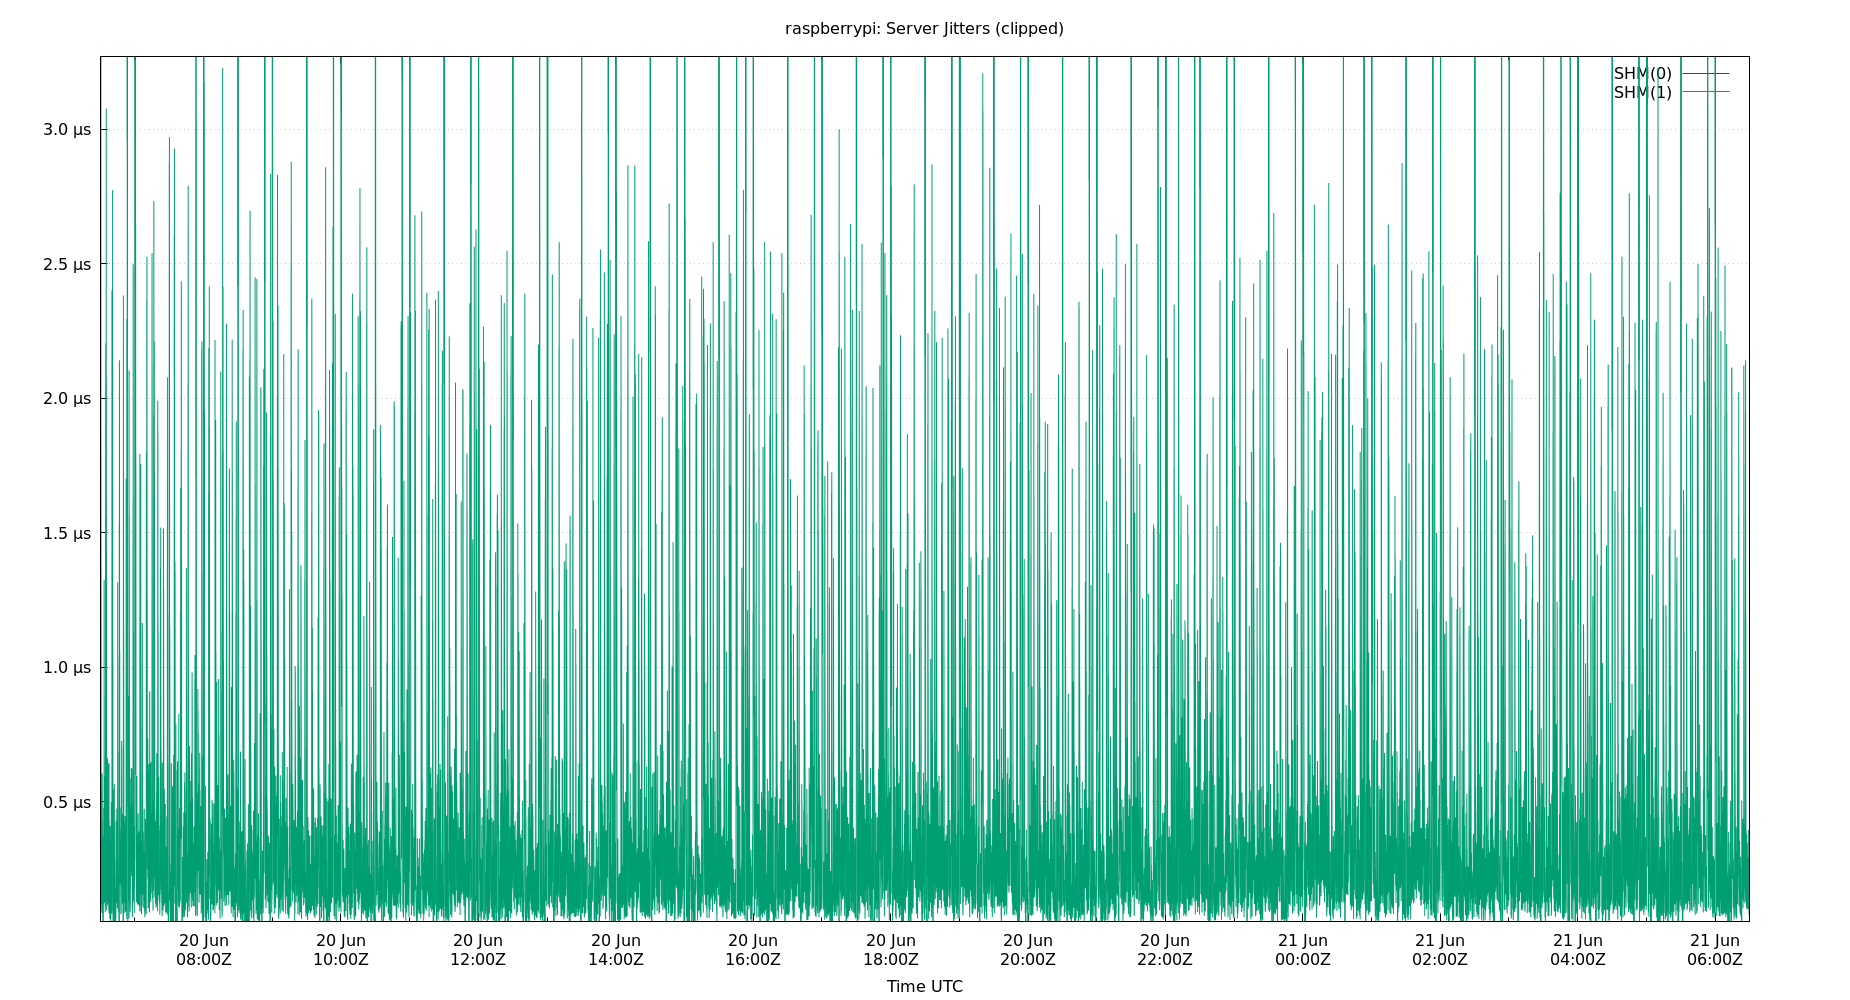 raspberrypi: Server Jitters (clipped)
SHM(0)
SHM(1)
3.0 µs
2.5 µs
2.0 µs
1.5 µs
1.0 µs
0.5 µs
20 Jun 20 Jun 20 Jun 20 Jun 20 Jun 20 Jun 20 Jun 20 Jun 21 Jun 21 Jun 21 Jun 21 Jun
08:00Z 10:00Z 12:00Z 14:00Z 16:00Z 18:00Z 20:00Z 22:00Z 00:00Z 02:00Z 04:00Z 06:00Z
Time UTC